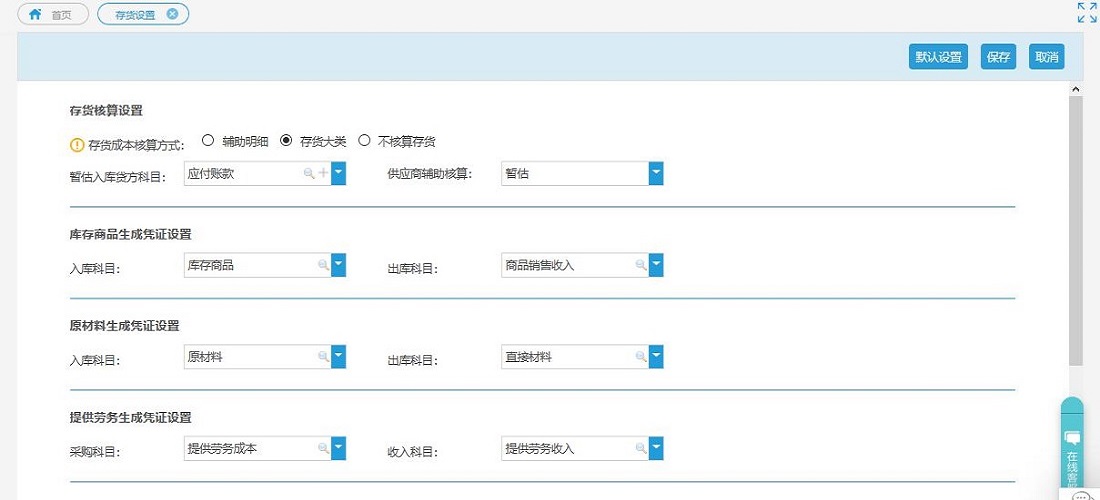 首页 存货设置
默认设置 保存 取消
存货核算设置
存货成本核算方式： 辅助明细 存货大类 不核算存货
暂估入库贷方科目： 应付账款 供应商辅助核算： 暂估
库存商品生成凭证设置
入库科目： 库存商品 出库科目： 商品销售收入
原材料生成凭证设置
入库科目： 原材料 出库科目： 直接材料
提供劳务生成凭证设置
采购科目： 提供劳务成本 收入科目： 提供劳务收入
在线客服